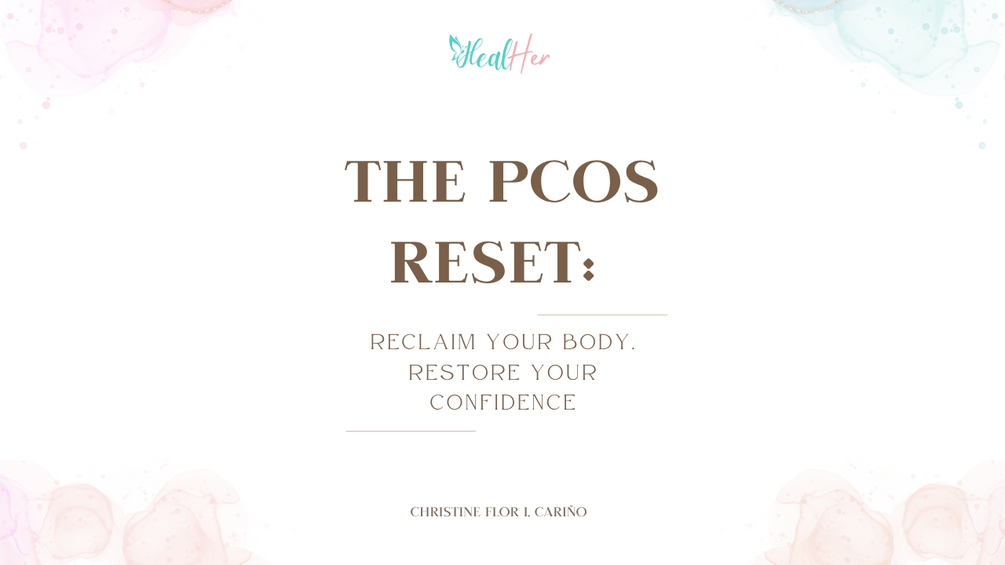 HealHer
THE PCOS
RESET:
RECLAIM YOUR BODY.
RESTORE YOUR
CONFIDENCE
CHRISTINE FLOR I. CARIÑO